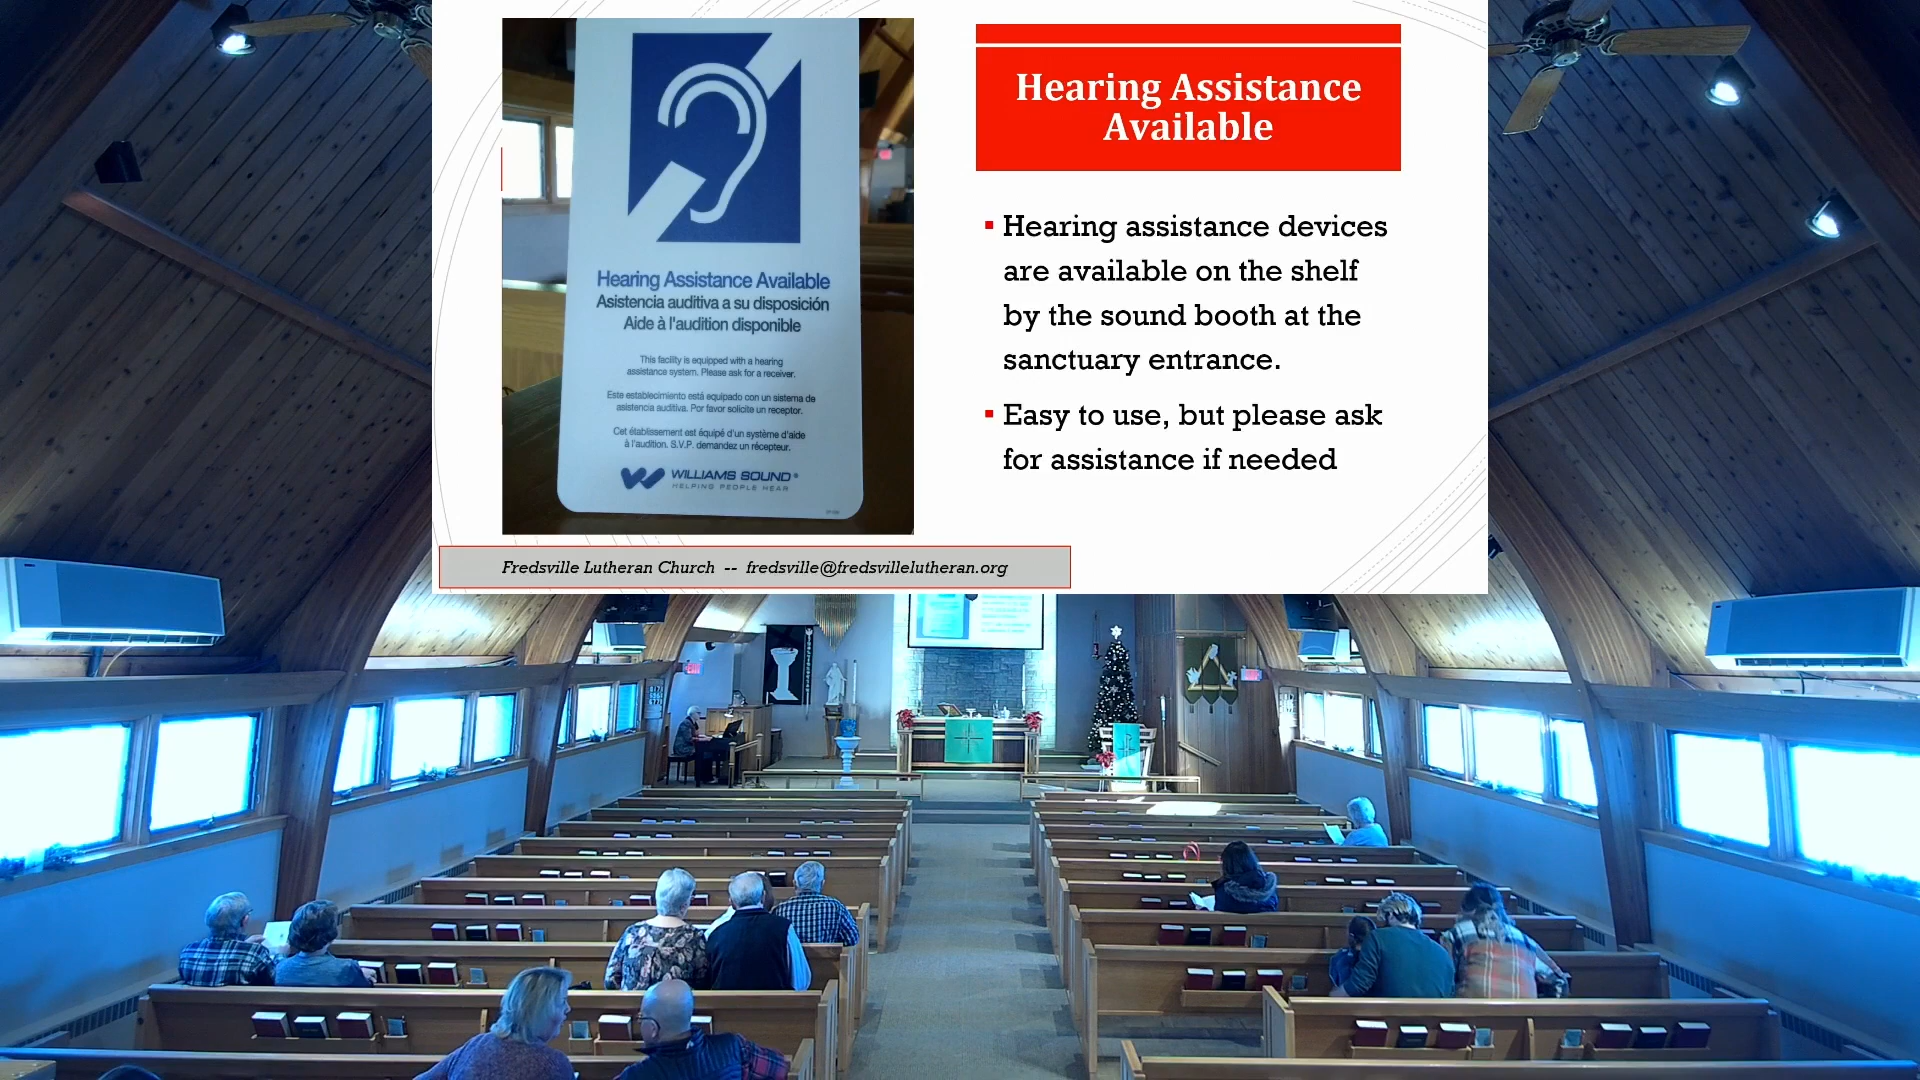 Hearing Assistance Available
Asistencia auditiva a su disposición
Aide à l'audition disponible
This facility is equipped with a hearing
assistance system. Please ask for a receiver.
Este establecimiento está equipado con un sistema de
asistencia auditiva. Por favor solicite un receptor.
Cet établissement est équipé d'un système d'aide
à l'audition. S.V.P. demandez un récepteur.
WILLIAMS SOUND®
HELPING PEOPLE HEAR
Hearing Assistance
Available
Hearing assistance devices
are available on the shelf
by the sound booth at the
sanctuary entrance.
Easy to use, but please ask
for assistance if needed
Fredsville Lutheran Church -- fredsville@fredsvillelutheran.org